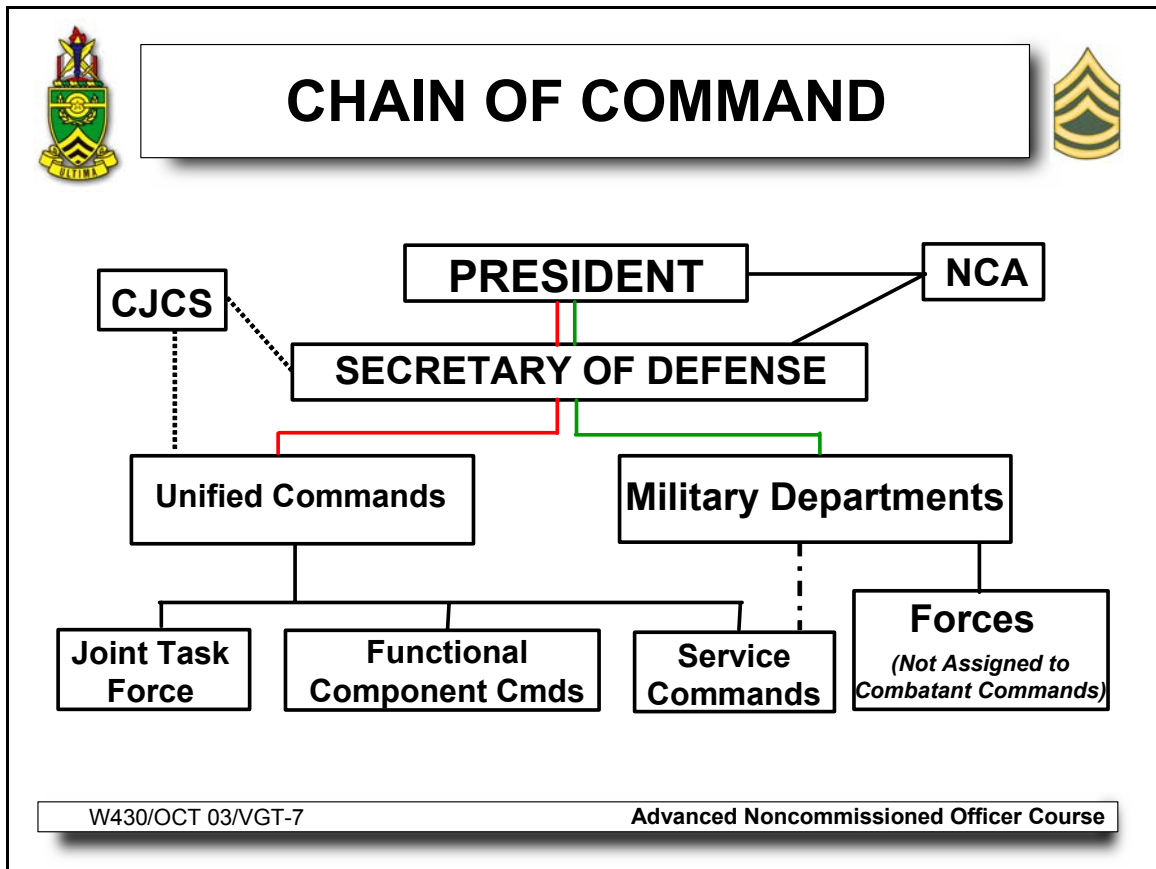 CHAIN OF COMMAND
ULTIMA
PRESIDENT
NCA
CJCS
SECRETARY OF DEFENSE
Unified Commands
Military Departments
Joint Task
Force
Functional
Component Cmds
Service
Commands
Forces
(Not Assigned to
Combatant Commands)
W430/OCT 03/VGT-7
Advanced Noncommissioned Officer Course